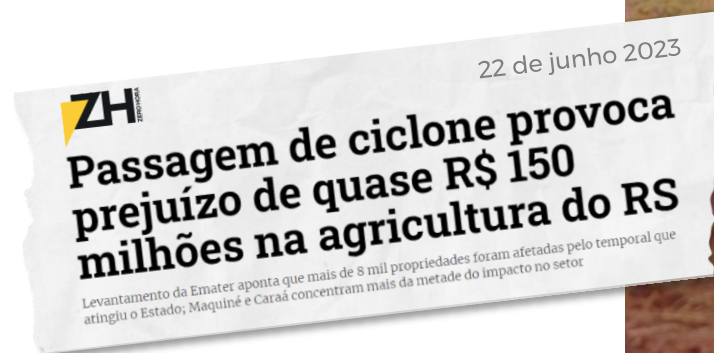 22 de junho 2023
ZH
ZERO HORA
Passagem de ciclone provoca
prejuízo de quase R$ 150
milhões na agricultura do RS
Levantamento da Emater aponta que mais de 8 mil propriedades foram afetadas pelo temporal que
atingiu o Estado; Maquiné e Caraá concentram mais da metade do impacto no setor